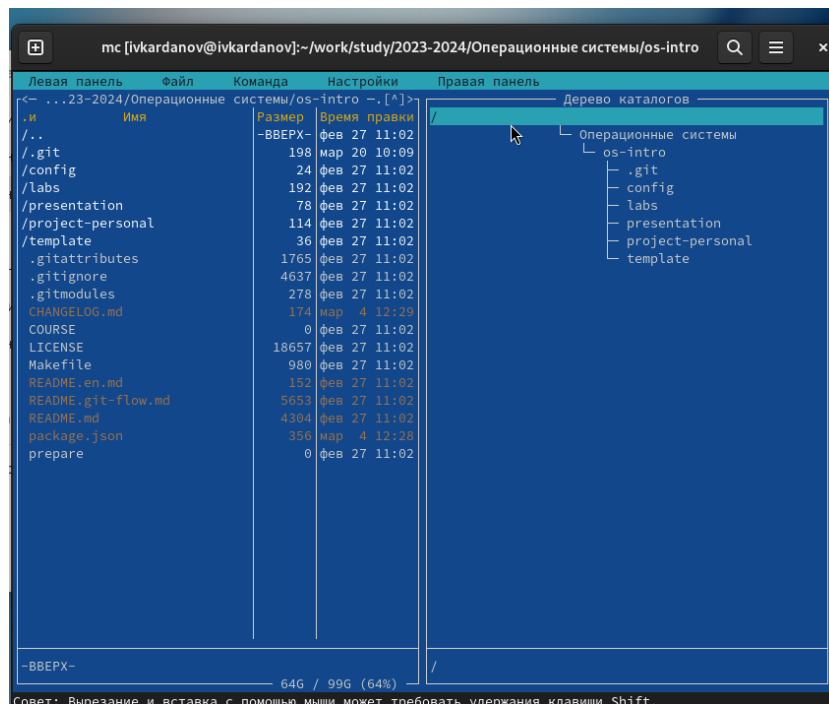 mc [ivkardanov@ivkardanov]:~/work/study/2023-2024/Операционные системы/os-intro
Левая панель Файл Команда Настройки Правая панель
<— ...23-2024/Операционные системы/os-intro —.[^]>
.и Имя Размер Время правки
/.. -ВВЕРХ- фев 27 11:02
/.git 198 мар 20 10:09
/config 24 фев 27 11:02
/labs 192 фев 27 11:02
/presentation 78 фев 27 11:02
/project-personal 114 фев 27 11:02
/template 36 фев 27 11:02
.gitattributes 1765 фев 27 11:02
.gitignore 4637 фев 27 11:02
.gitmodules 278 фев 27 11:02
CHANGELOG.md 174 мар 4 12:29
COURSE 0 фев 27 11:02
LICENSE 18657 фев 27 11:02
Makefile 980 фев 27 11:02
README.en.md 152 фев 27 11:02
README.git-flow.md 5653 фев 27 11:02
README.md 4304 фев 27 11:02
package.json 356 мар 4 12:28
prepare 0 фев 27 11:02
-ВВЕРХ-
64G / 99G (64%)
Дерево каталогов
/
Операционные системы
os-intro
.git
config
labs
presentation
project-personal
template
/
Совет: Вырезание и вставка с помощью мыши может требовать удержания клавиши Shift.